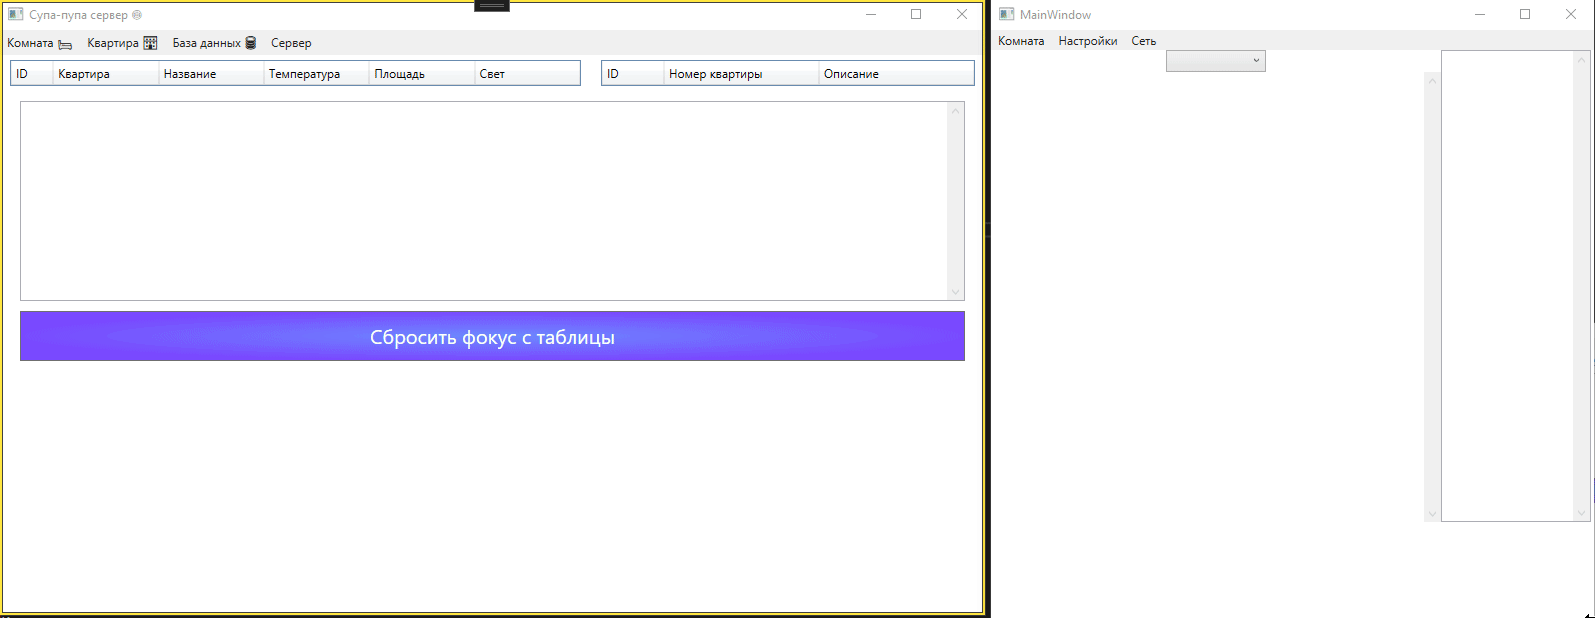 Супа-пупа сервер ♾
Комната Квартира База данных Сервер
ID Квартира Название Температура Площадь Свет
ID Номер квартиры Описание
Сбросить фокус с таблицы
MainWindow
Комната Настройки Сеть